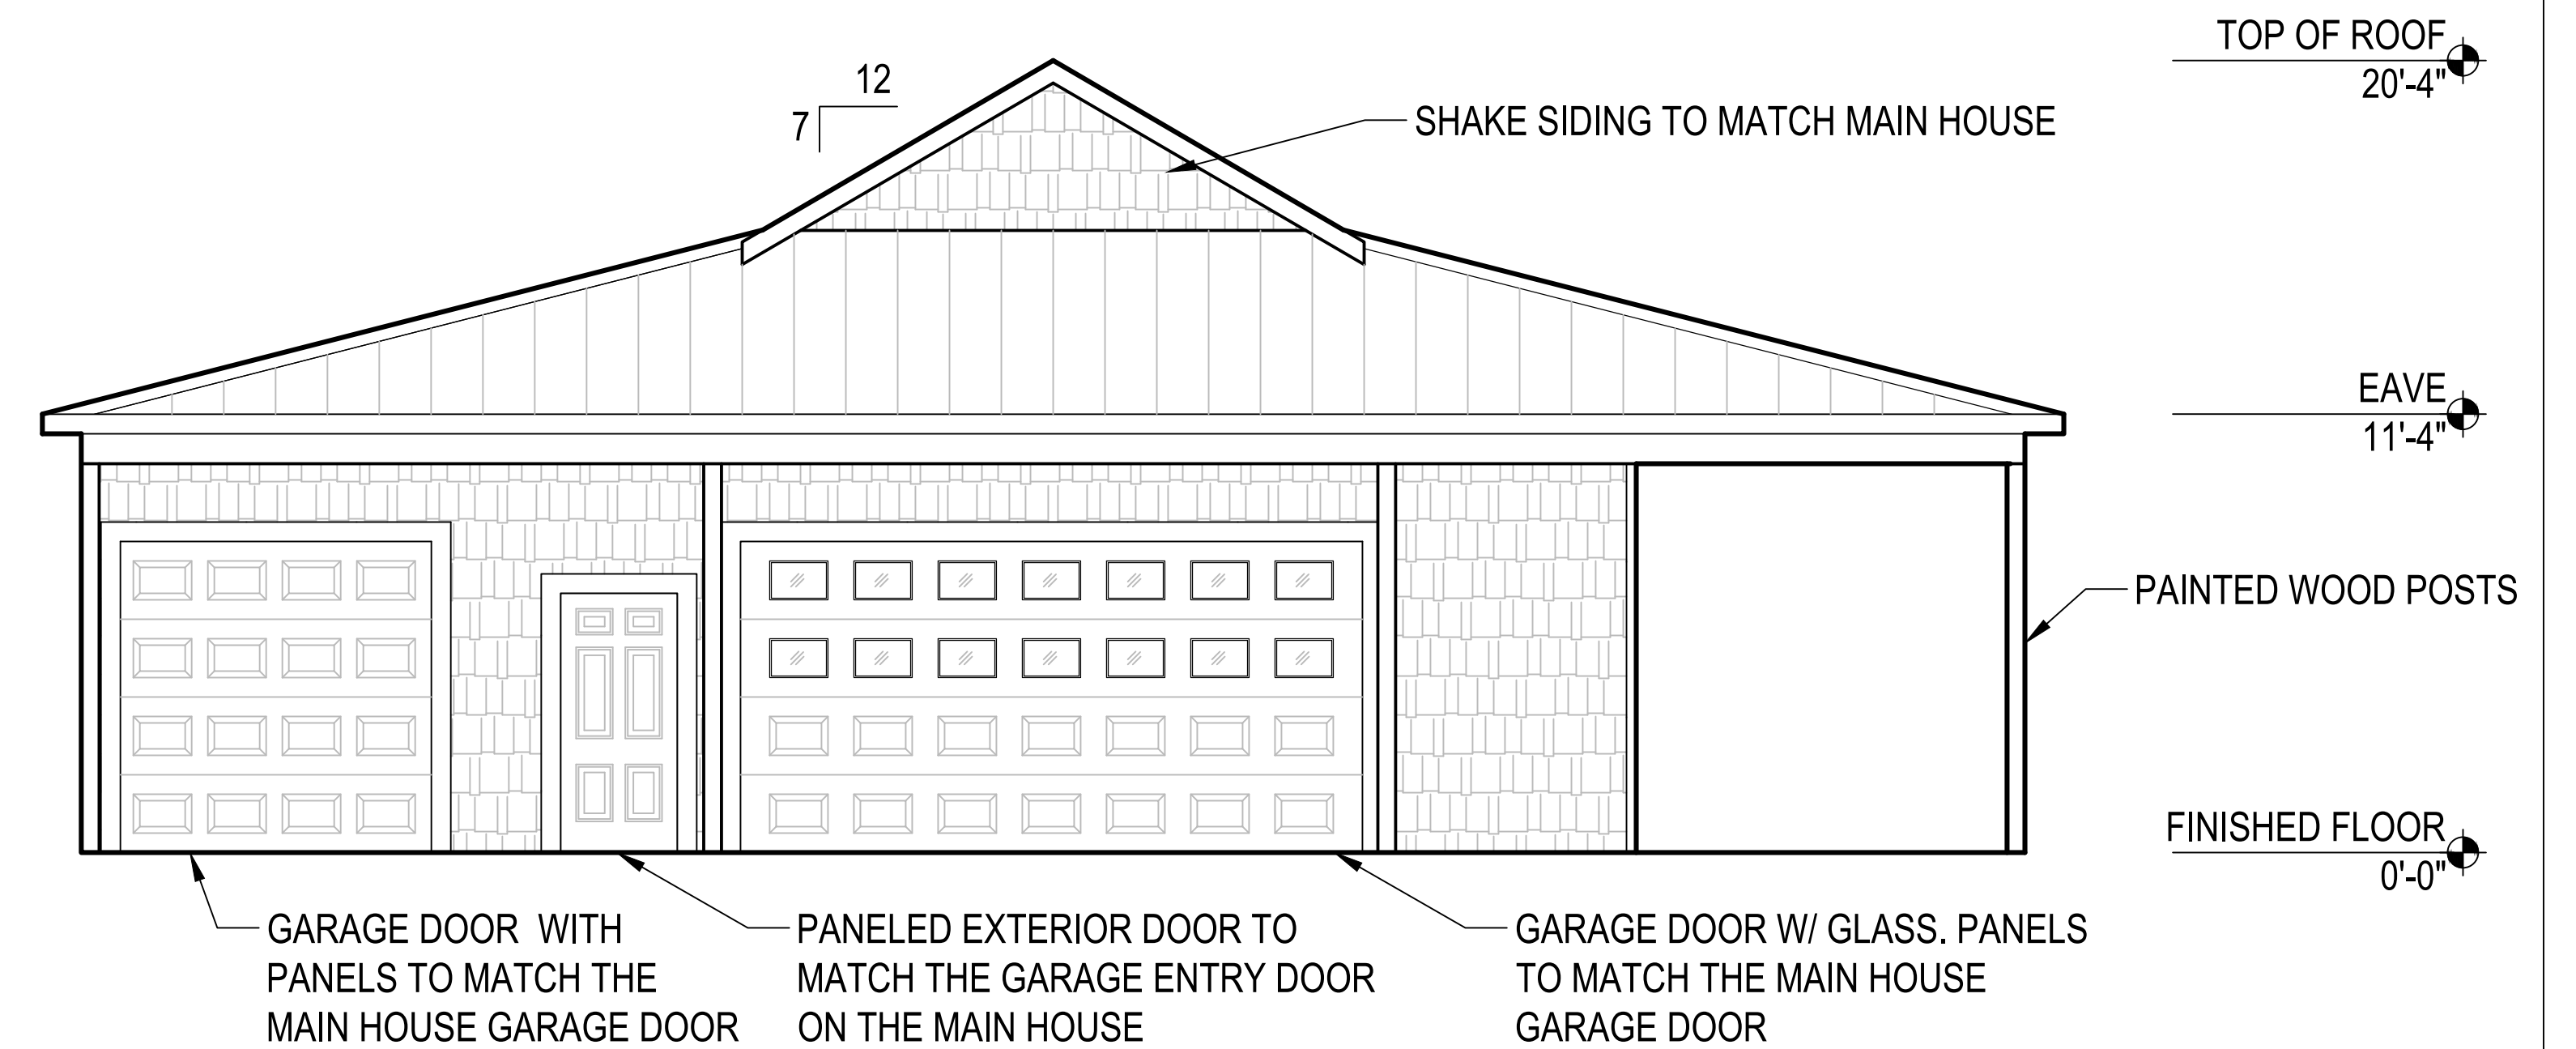 TOP OF ROOF
20'-4"
12
7
SHAKE SIDING TO MATCH MAIN HOUSE
EAVE
11'-4"
PAINTED WOOD POSTS
FINISHED FLOOR
0'-0"
GARAGE DOOR WITH
PANELS TO MATCH THE
MAIN HOUSE GARAGE DOOR
PANELED EXTERIOR DOOR TO
MATCH THE GARAGE ENTRY DOOR
ON THE MAIN HOUSE
GARAGE DOOR W/ GLASS. PANELS
TO MATCH THE MAIN HOUSE
GARAGE DOOR